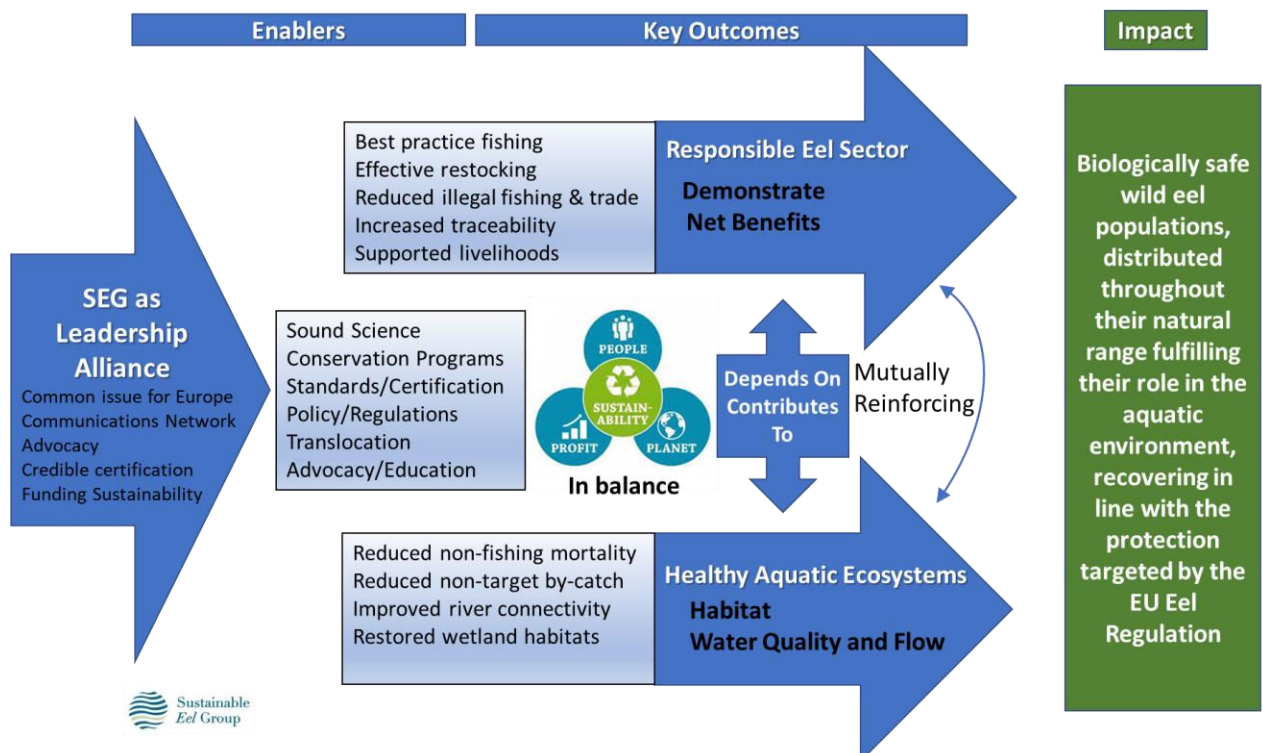 Enablers
Key Outcomes
Impact
SEG as
Leadership
Alliance
Common issue for Europe
Communications Network
Advocacy
Credible certification
Funding Sustainability
Best practice fishing
Effective restocking
Reduced illegal fishing & trade
Increased traceability
Supported livelihoods
Responsible Eel Sector
Demonstrate
Net Benefits
Sound Science
Conservation Programs
Standards/Certification
Policy/Regulations
Translocation
Advocacy/Education
PEOPLE
SUSTAIN-
ABILITY
PROFIT
PLANET
In balance
Depends On
Contributes
To
Mutually
Reinforcing
Reduced non-fishing mortality
Reduced non-target by-catch
Improved river connectivity
Restored wetland habitats
Healthy Aquatic Ecosystems
Habitat
Water Quality and Flow
Biologically safe
wild eel
populations,
distributed
throughout
their natural
range fulfilling
their role in the
aquatic
environment,
recovering in
line with the
protection
targeted by the
EU Eel
Regulation
Sustainable
Eel Group